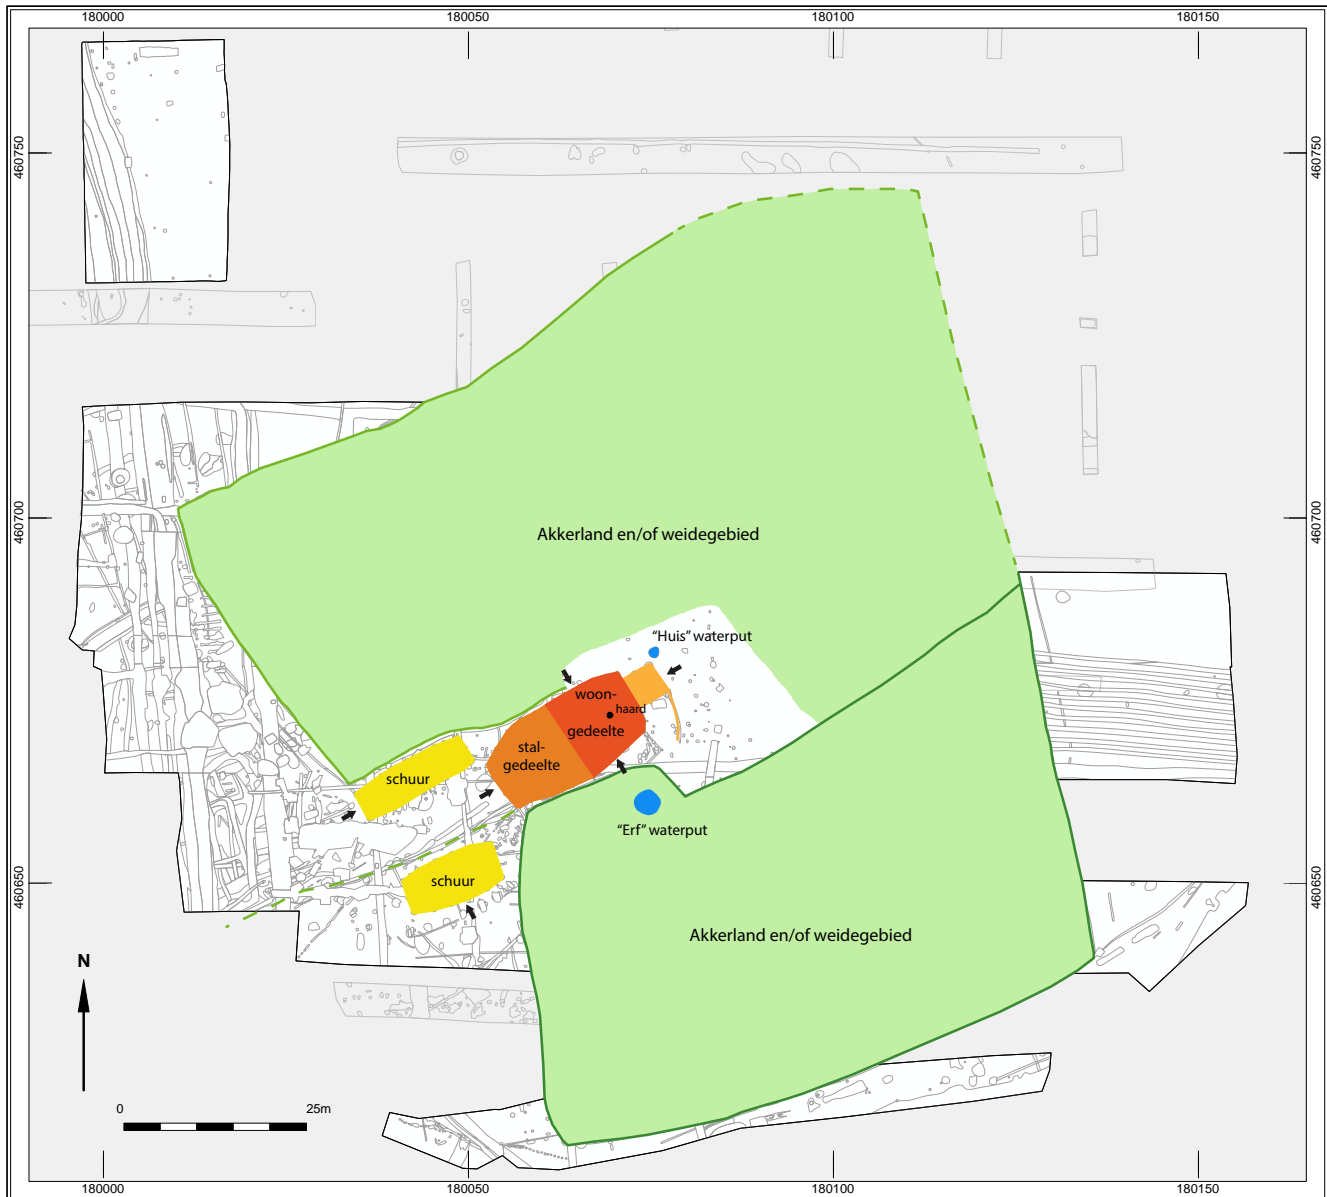 180000
180050
180100
180150
460750
460750
460700
460700
Akkerland en/of weidegebied
“Huis” waterput
woon-
haard
gedeelte
stal-
gedeelte
schuur
“Erf” waterput
schuur
460650
460650
Akkerland en/of weidegebied
N
0
25m
180000
180050
180100
180150